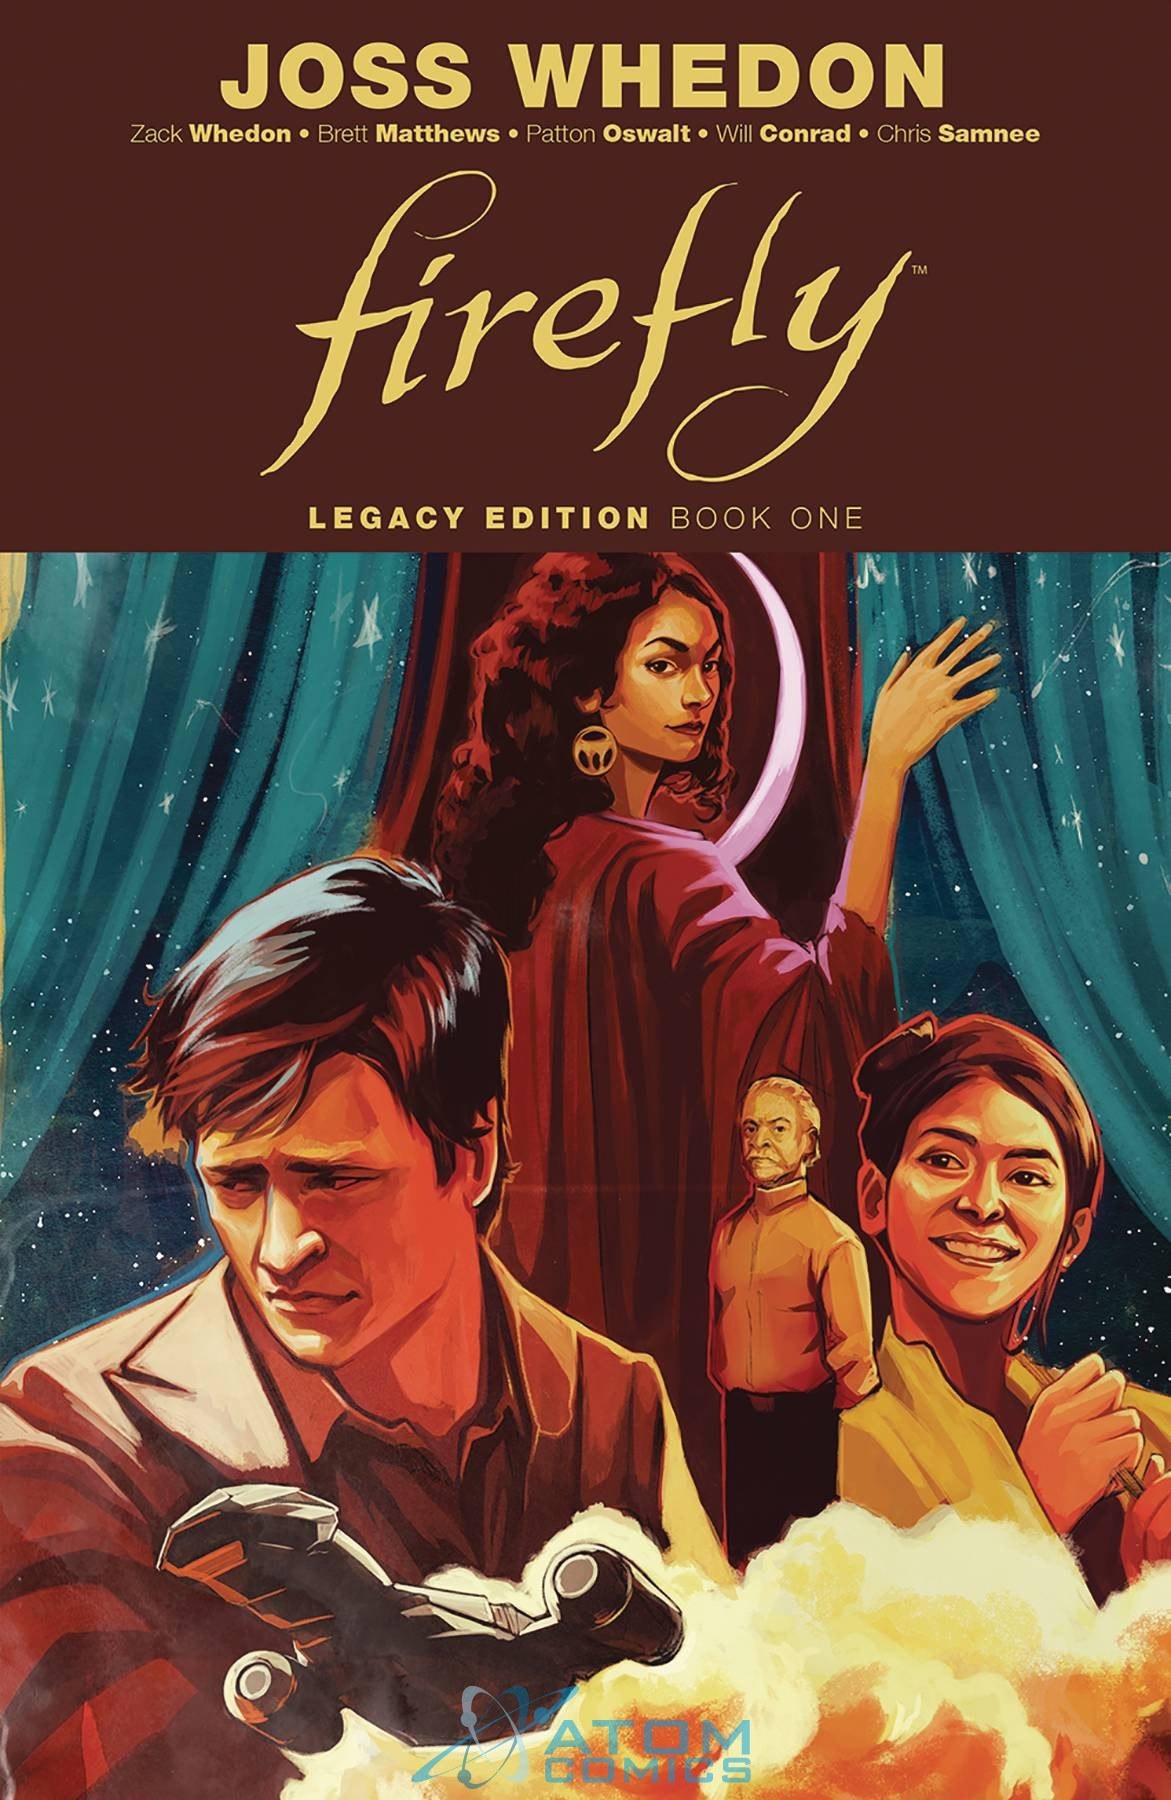 JOSS WHEDON
Zack Whedon • Brett Matthews • Patton Oswalt • Will Conrad • Chris Samnee
firefly™
LEGACY EDITION BOOK ONE
ATOM
COMICS